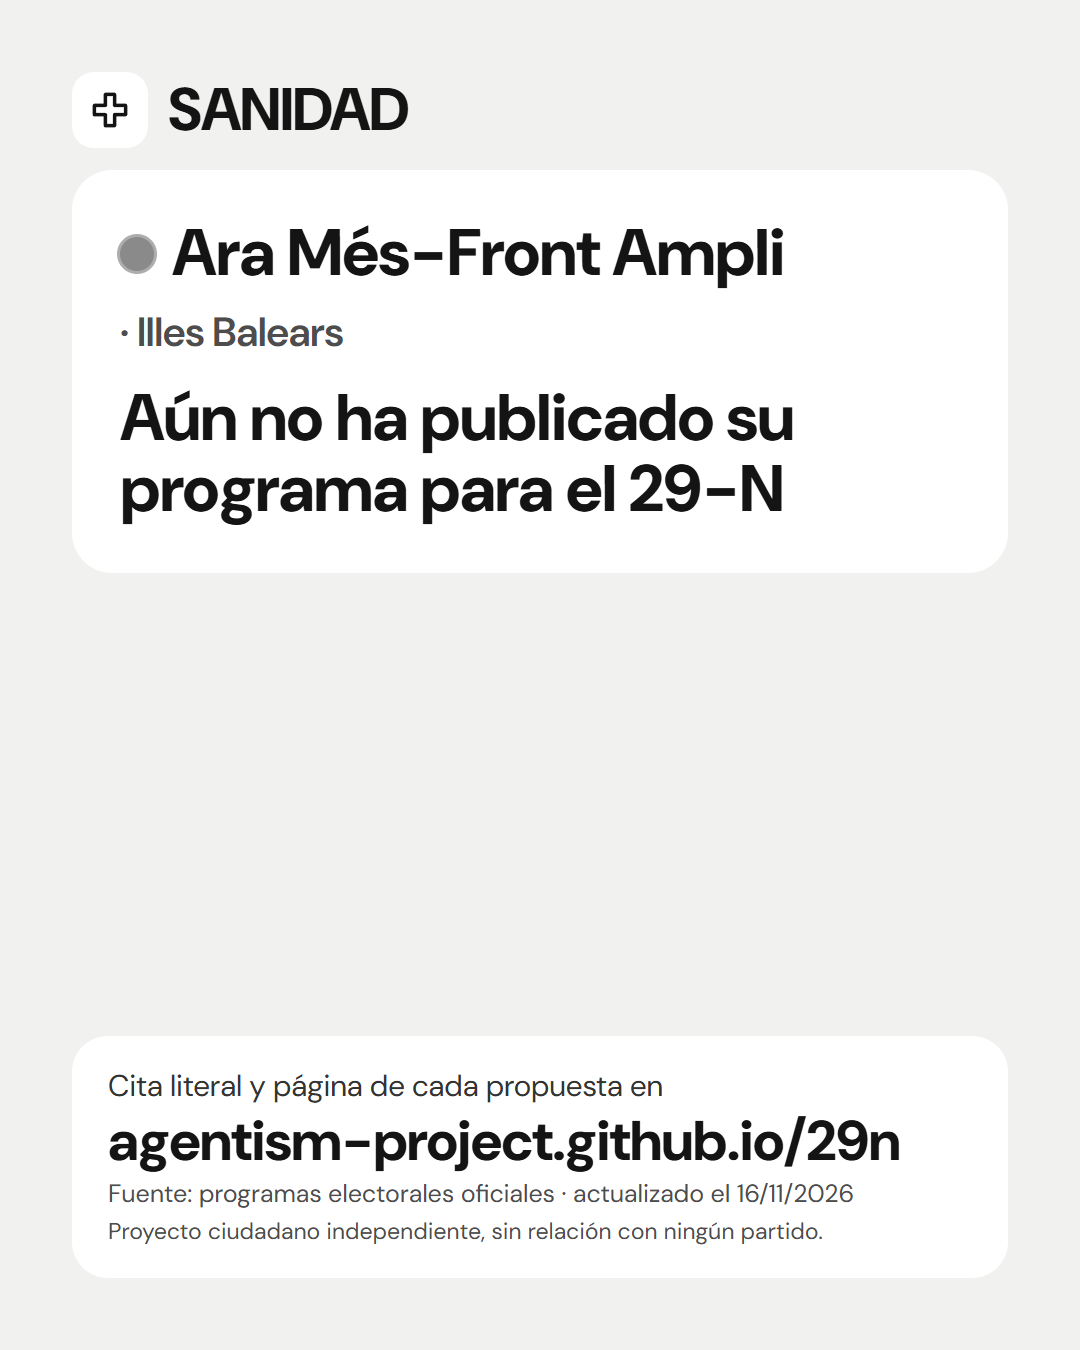 SANIDAD
Ara Més-Front Ampli
· Illes Balears
Aún no ha publicado su
programa para el 29-N
Cita literal y página de cada propuesta en
agentism-project.github.io/29n
Fuente: programas electorales oficiales · actualizado el 16/11/2026
Proyecto ciudadano independiente, sin relación con ningún partido.